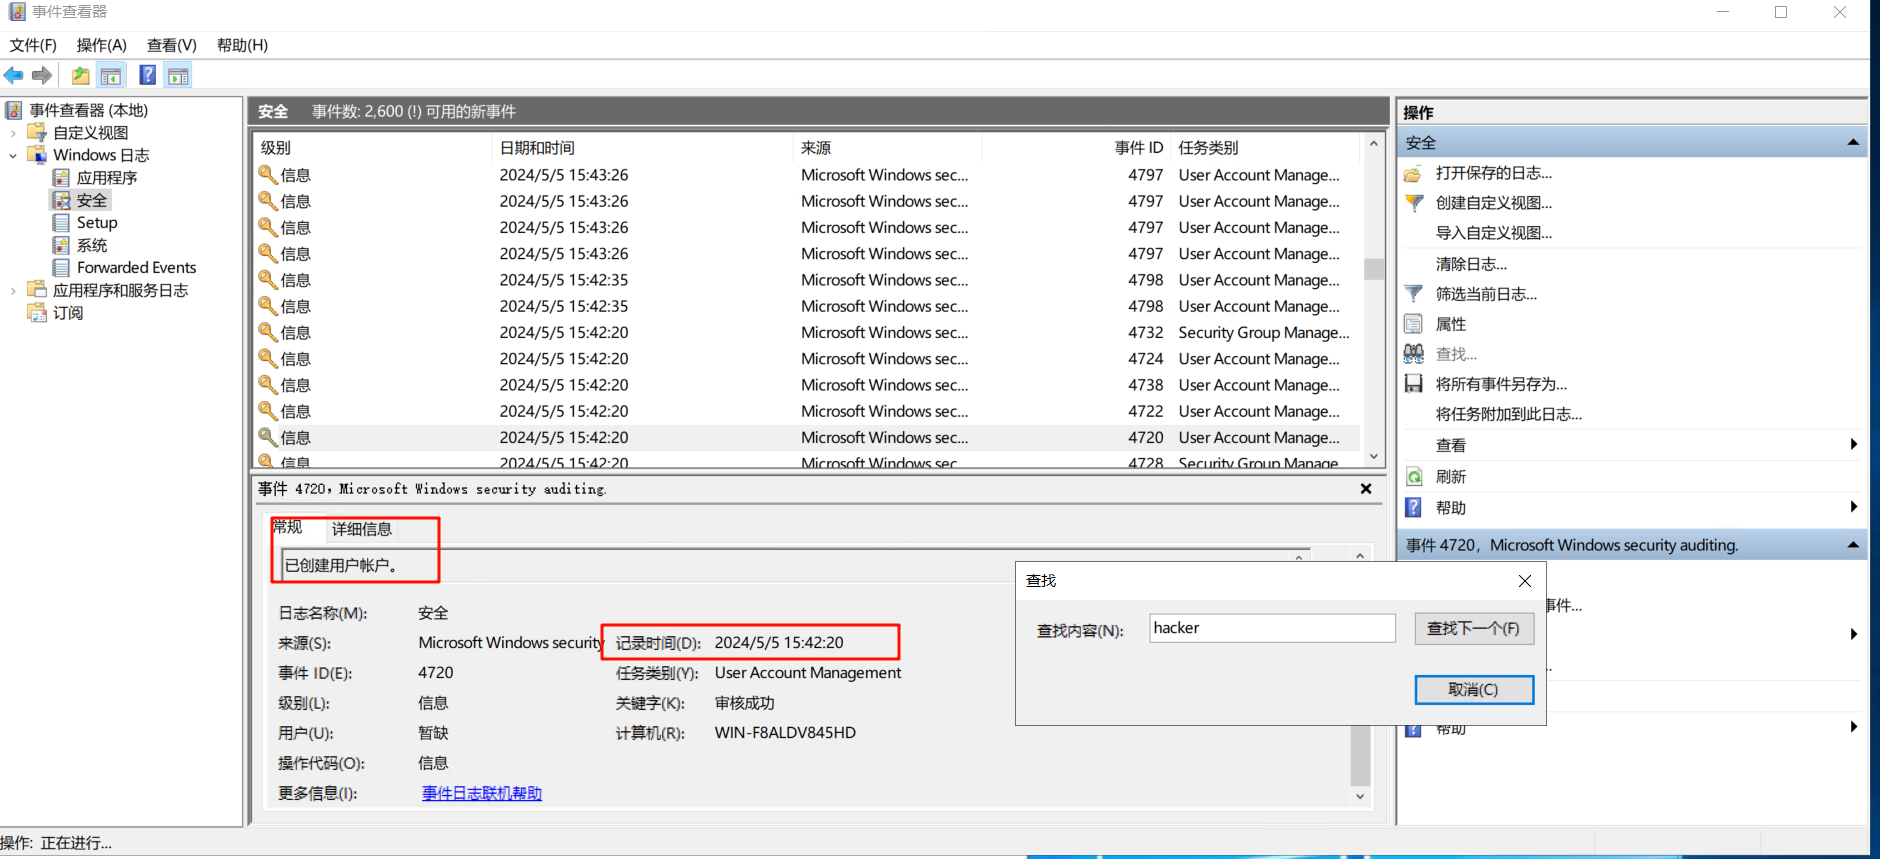 事件查看器
文件(F) 操作(A) 查看(V) 帮助(H)
事件查看器 (本地)
自定义视图
Windows 日志
应用程序
安全
Setup
系统
Forwarded Events
应用程序和服务日志
订阅
安全 事件数: 2,600 (!) 可用的新事件
级别 日期和时间 来源 事件 ID 任务类别
信息 2024/5/5 15:43:26 Microsoft Windows sec... 4797 User Account Manage...
信息 2024/5/5 15:43:26 Microsoft Windows sec... 4797 User Account Manage...
信息 2024/5/5 15:43:26 Microsoft Windows sec... 4797 User Account Manage...
信息 2024/5/5 15:43:26 Microsoft Windows sec... 4797 User Account Manage...
信息 2024/5/5 15:42:35 Microsoft Windows sec... 4798 User Account Manage...
信息 2024/5/5 15:42:35 Microsoft Windows sec... 4798 User Account Manage...
信息 2024/5/5 15:42:20 Microsoft Windows sec... 4732 Security Group Manage...
信息 2024/5/5 15:42:20 Microsoft Windows sec... 4724 User Account Manage...
信息 2024/5/5 15:42:20 Microsoft Windows sec... 4738 User Account Manage...
信息 2024/5/5 15:42:20 Microsoft Windows sec... 4722 User Account Manage...
信息 2024/5/5 15:42:20 Microsoft Windows sec... 4720 User Account Manage...
信息 2024/5/5 15:42:20 Microsoft Windows sec 4728 Security Group Manage
事件 4720，Microsoft Windows security auditing.
常规 详细信息
已创建用户帐户。
日志名称(M): 安全
来源(S): Microsoft Windows security 记录时间(D): 2024/5/5 15:42:20
事件 ID(E): 4720 任务类别(Y): User Account Management
级别(L): 信息 关键字(K): 审核成功
用户(U): 暂缺 计算机(R): WIN-F8ALDV845HD
操作代码(O): 信息
更多信息(I): 事件日志联机帮助
操作
安全
打开保存的日志...
创建自定义视图...
导入自定义视图...
清除日志...
筛选当前日志...
属性
查找...
将所有事件另存为...
将任务附加到此日志...
查看
刷新
帮助
事件 4720，Microsoft Windows security auditing.
事件...
帮助
查找
查找内容(N): hacker 查找下一个(F)
取消(C)
操作: 正在进行...